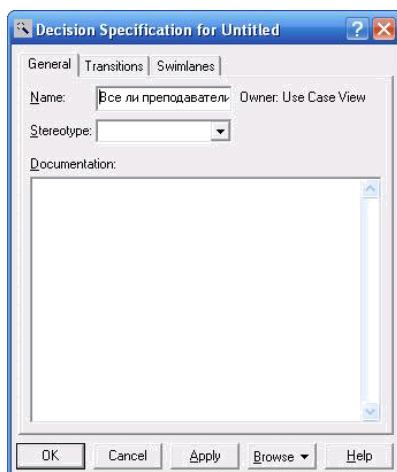 Decision Specification for Untitled
General Transitions Swimlanes
Name: Все ли преподаватель Owner: Use Case View
Stereotype:
Documentation:
OK Cancel Apply Browse Help